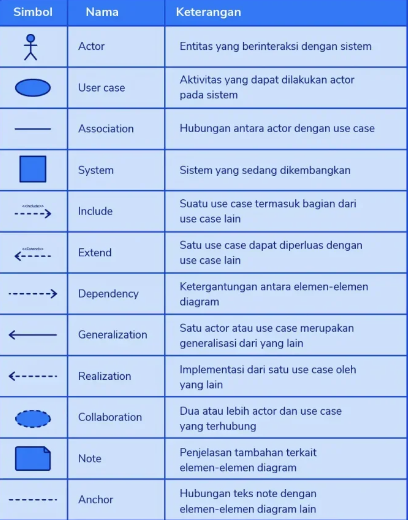 Simbol Nama Keterangan
Actor Entitas yang berinteraksi dengan sistem
User case Aktivitas yang dapat dilakukan actor
pada sistem
Association Hubungan antara actor dengan use case
System Sistem yang sedang dikembangkan
<<Include>>
Include Suatu use case termasuk bagian dari
use case lain
<<Extend>>
Extend Satu use case dapat diperluas dengan
use case lain
Dependency Ketergantungan antara elemen-elemen
diagram
Generalization Satu actor atau use case merupakan
generalisasi dari yang lain
Realization Implementasi dari satu use case oleh
yang lain
Collaboration Dua atau lebih actor dan use case
yang terhubung
Note Penjelasan tambahan terkait
elemen-elemen diagram
Anchor Hubungan teks note dengan
elemen-elemen diagram lain